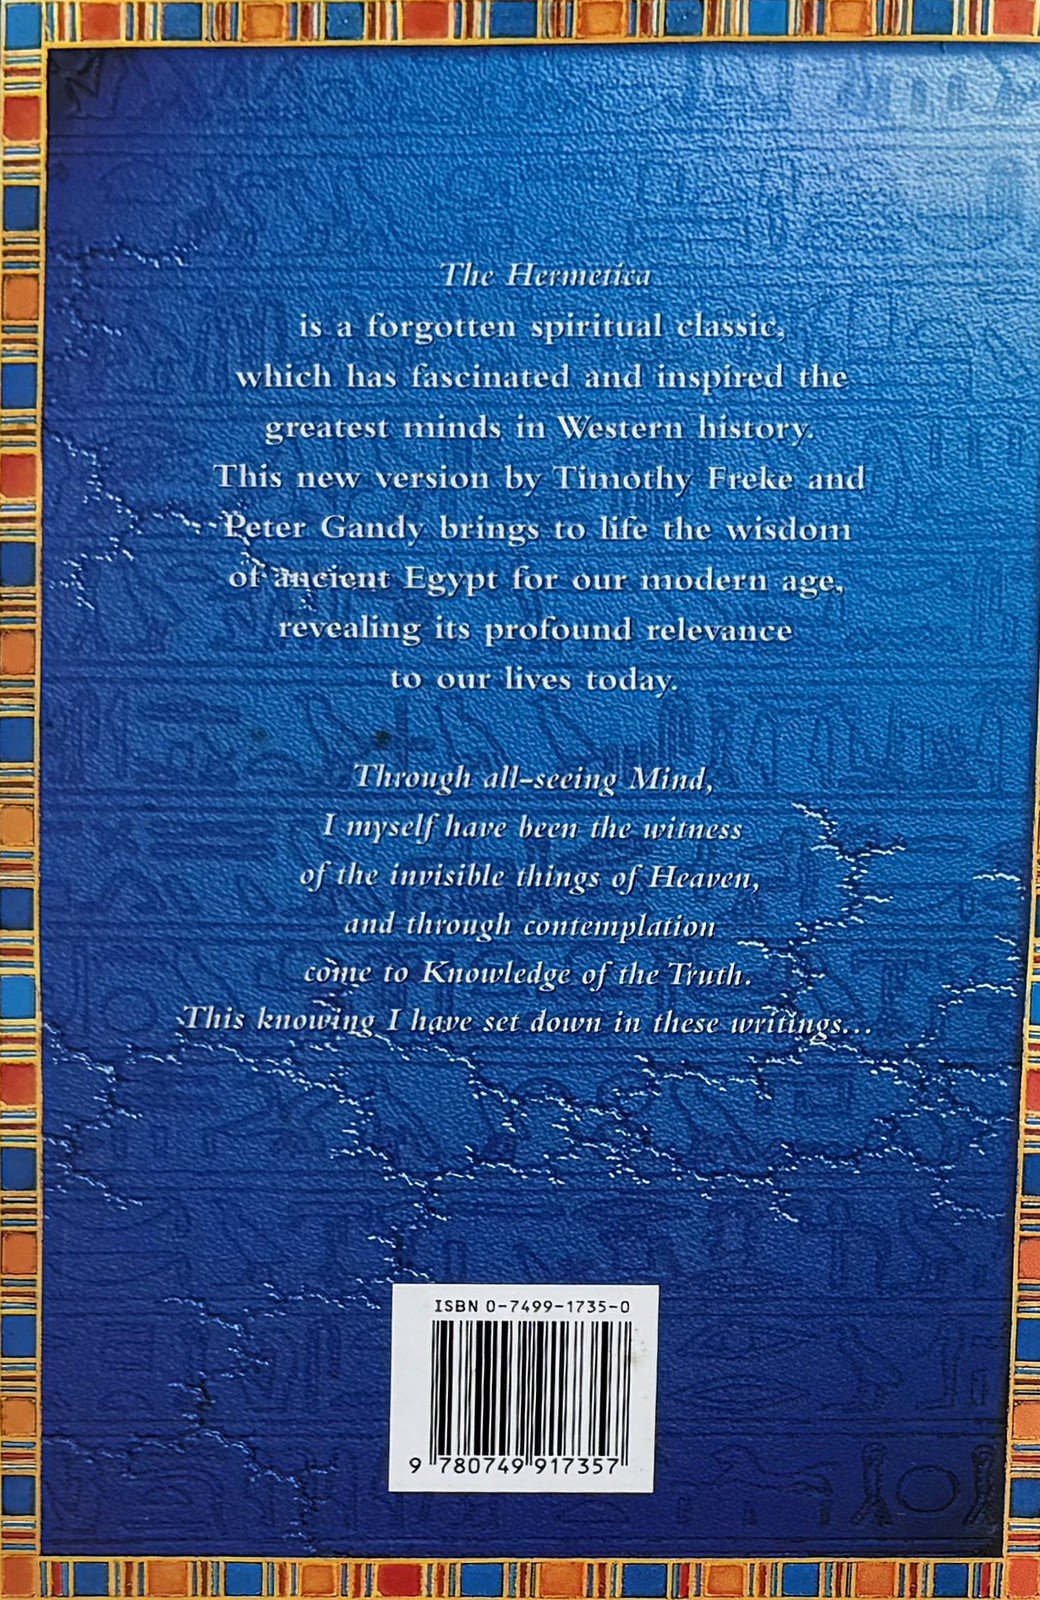 The Hermetica
is a forgotten spiritual classic,
which has fascinated and inspired the
greatest minds in Western history.
This new version by Timothy Freke and
Peter Gandy brings to life the wisdom
of ancient Egypt for our modern age,
revealing its profound relevance
to our lives today.
Through all-seeing Mind,
I myself have been the witness
of the invisible things of Heaven,
and through contemplation
come to Knowledge of the Truth.
This knowing I have set down in these writings...
ISBN 0-7499-1735-0
9 780749 917357